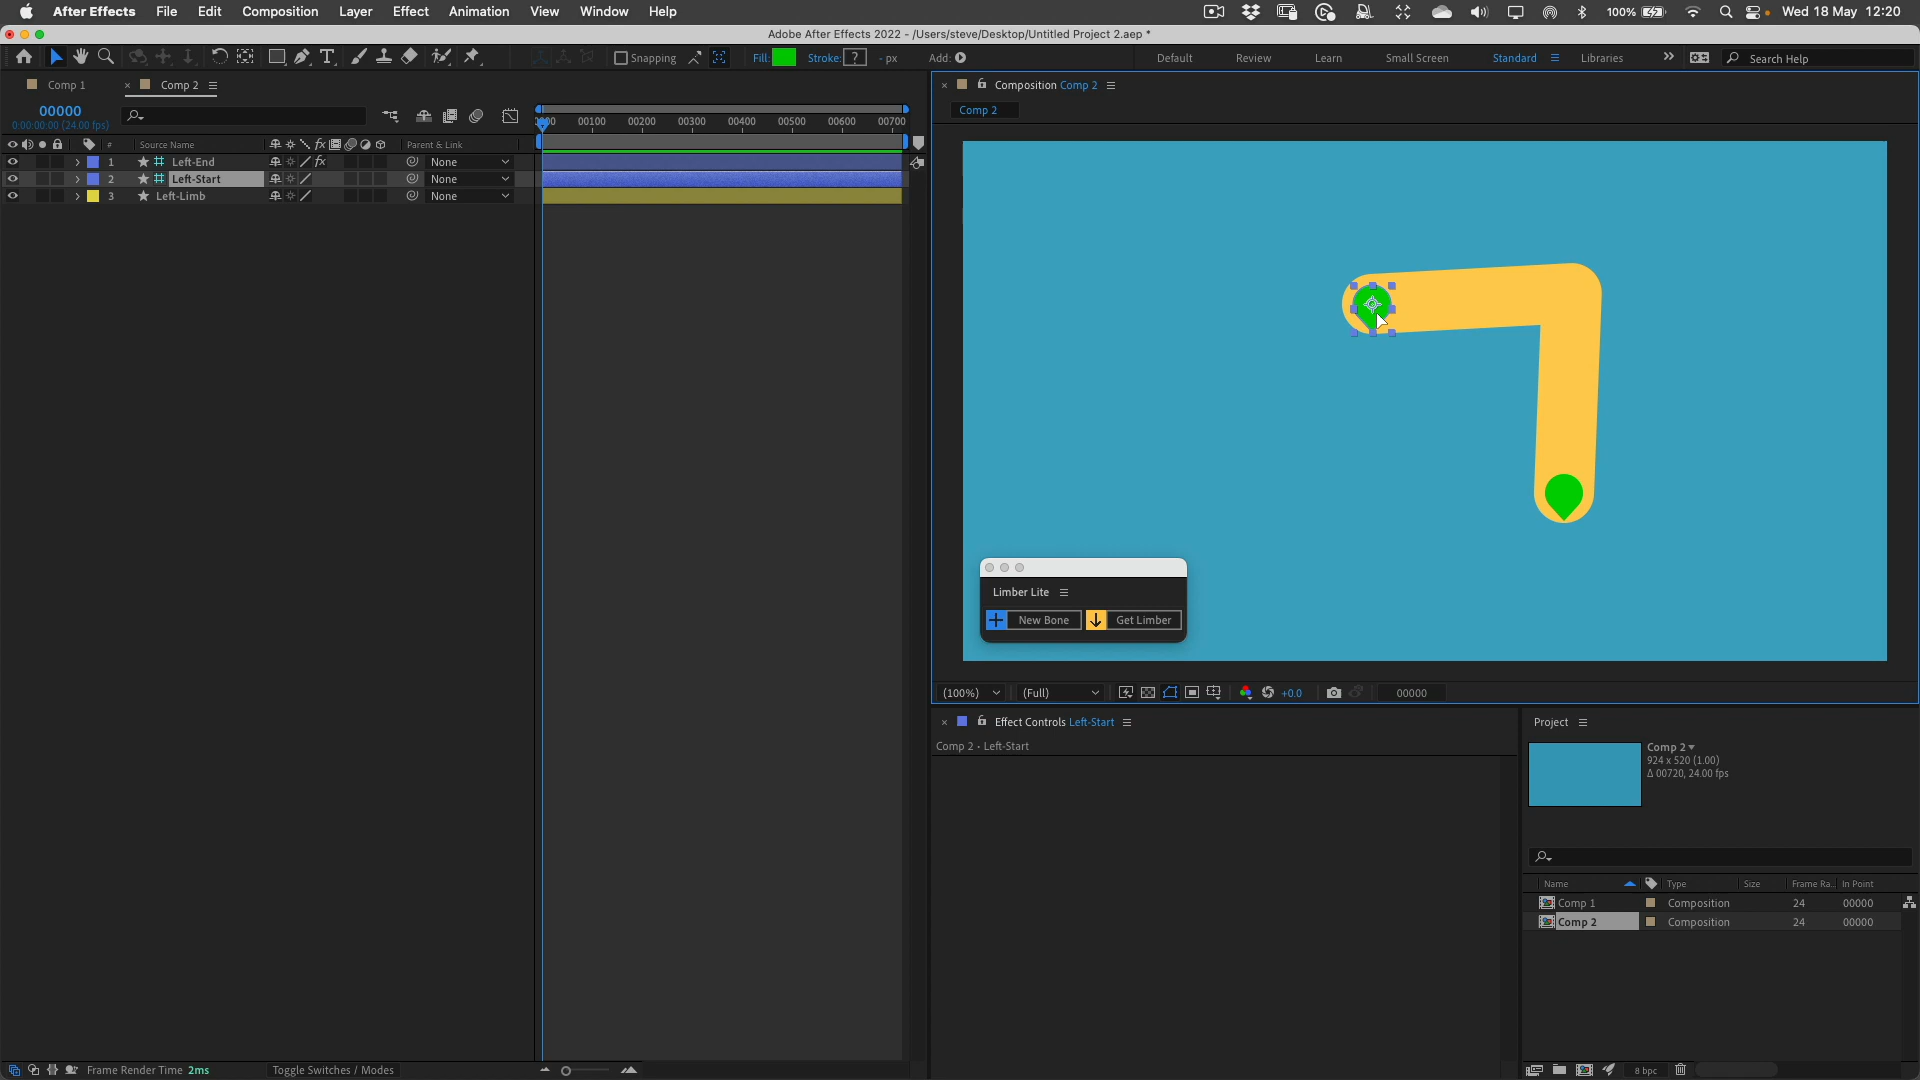 After Effects File Edit Composition Layer Effect Animation View Window Help 100% Wed 18 May 12:20
Adobe After Effects 2022 - /Users/steve/Desktop/Untitled Project 2.aep *
Snapping Fill: Stroke: ? - px Add: Default Review Learn Small Screen Standard Libraries Search Help
Comp 1 × Comp 2
× Composition Comp 2
00000
0:00:00:00 (24.00 fps)
Comp 2
00100 00200 00300 00400 00500 00600 00700
# Source Name fx Parent & Link
1 Left-End fx None
2 Left-Start None
3 Left-Limb None
Limber Lite
New Bone Get Limber
(100%) (Full) +0.0 00000
× Effect Controls Left-Start
Comp 2 • Left-Start
Project
Comp 2
924 x 520 (1.00)
Δ 00720, 24.00 fps
Name Type Size Frame Ra... In Point
Comp 1 Composition 24 00000
Comp 2 Composition 24 00000
Frame Render Time 2ms Toggle Switches / Modes 8 bpc